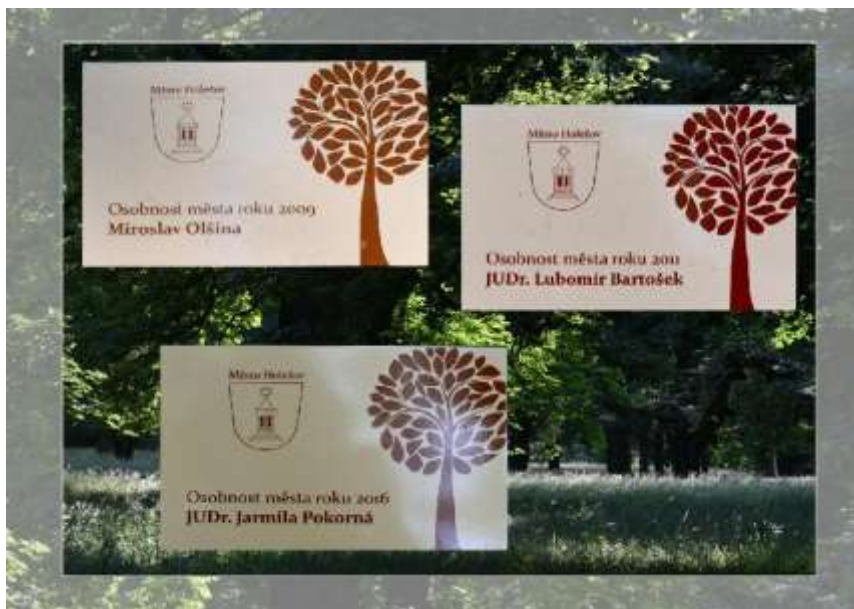 Město Holešov
Osobnost města roku 2009
Miroslav Olšina
Město Holešov
Osobnost města roku 2011
JUDr. Lubomír Bartošek
Město Holešov
Osobnost města roku 2016
JUDr. Jarmila Pokorná